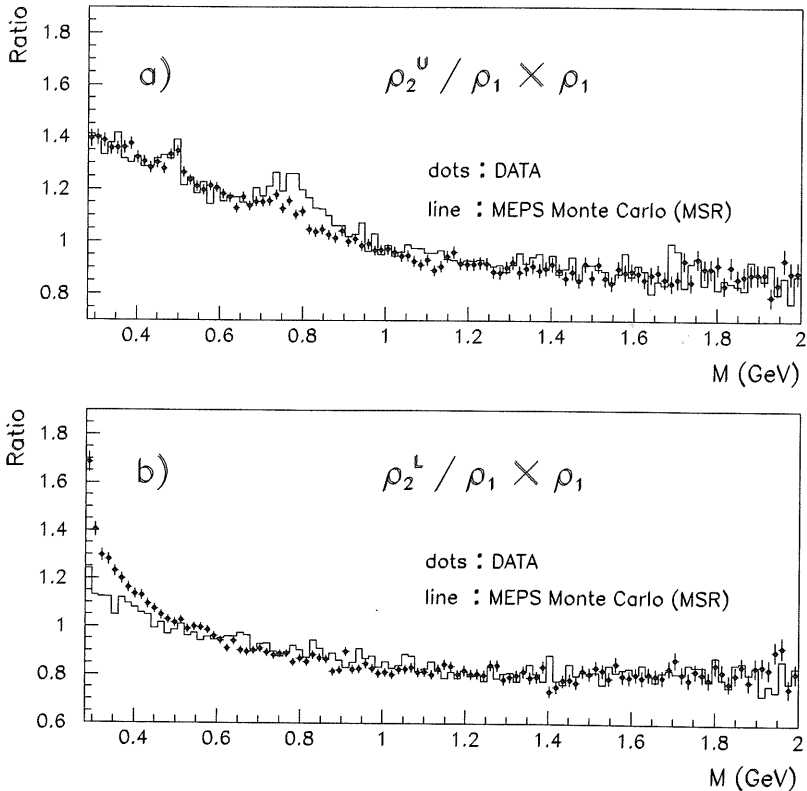 Ratio
1.8
a) ρ₂ᵁ / ρ₁ × ρ₁
1.6
1.4
dots : DATA
1.2
line : MEPS Monte Carlo (MSR)
1
0.8
0.4 0.6 0.8 1 1.2 1.4 1.6 1.8 2
M (GeV)
Ratio
1.8
b) ρ₂ᴸ / ρ₁ × ρ₁
1.6
1.4
dots : DATA
1.2
line : MEPS Monte Carlo (MSR)
1
0.8
0.6
0.4 0.6 0.8 1 1.2 1.4 1.6 1.8 2
M (GeV)